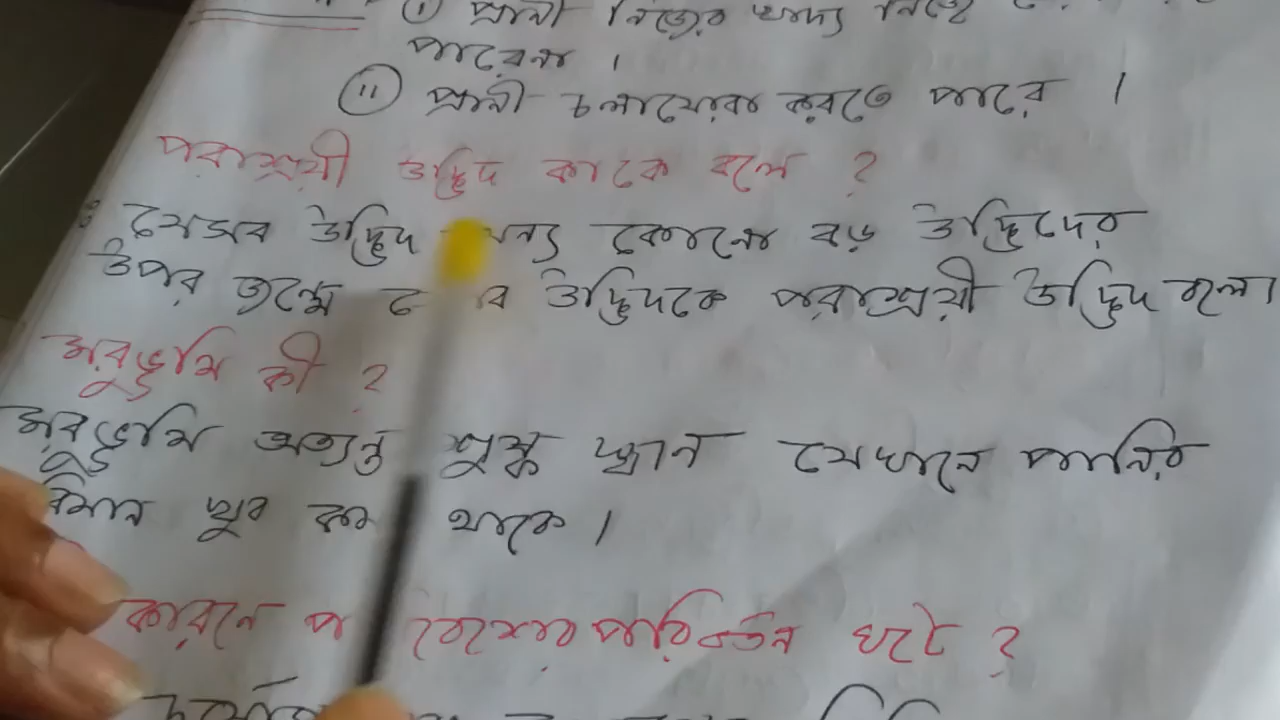 i প্রানী নিজের খাদ্য নিজে
পারেনা ।
ii প্রানী চলাফেরা করতে পারে ।
পরাশ্রয়ী উদ্ভিদ কাকে বলে ?
যেসব উদ্ভিদ অন্য কোনো বড় উদ্ভিদের
উপর জন্মে উদ্ভিদকে পরাশ্রয়ী উদ্ভিদ বলে।
মরুভূমি কী ?
মরুভূমি অত্যন্ত শুষ্ক স্থান যেখানে পানির
খুব কম থাকে ।
কারনে পরিবেশের পরিবর্তন ঘটে ?